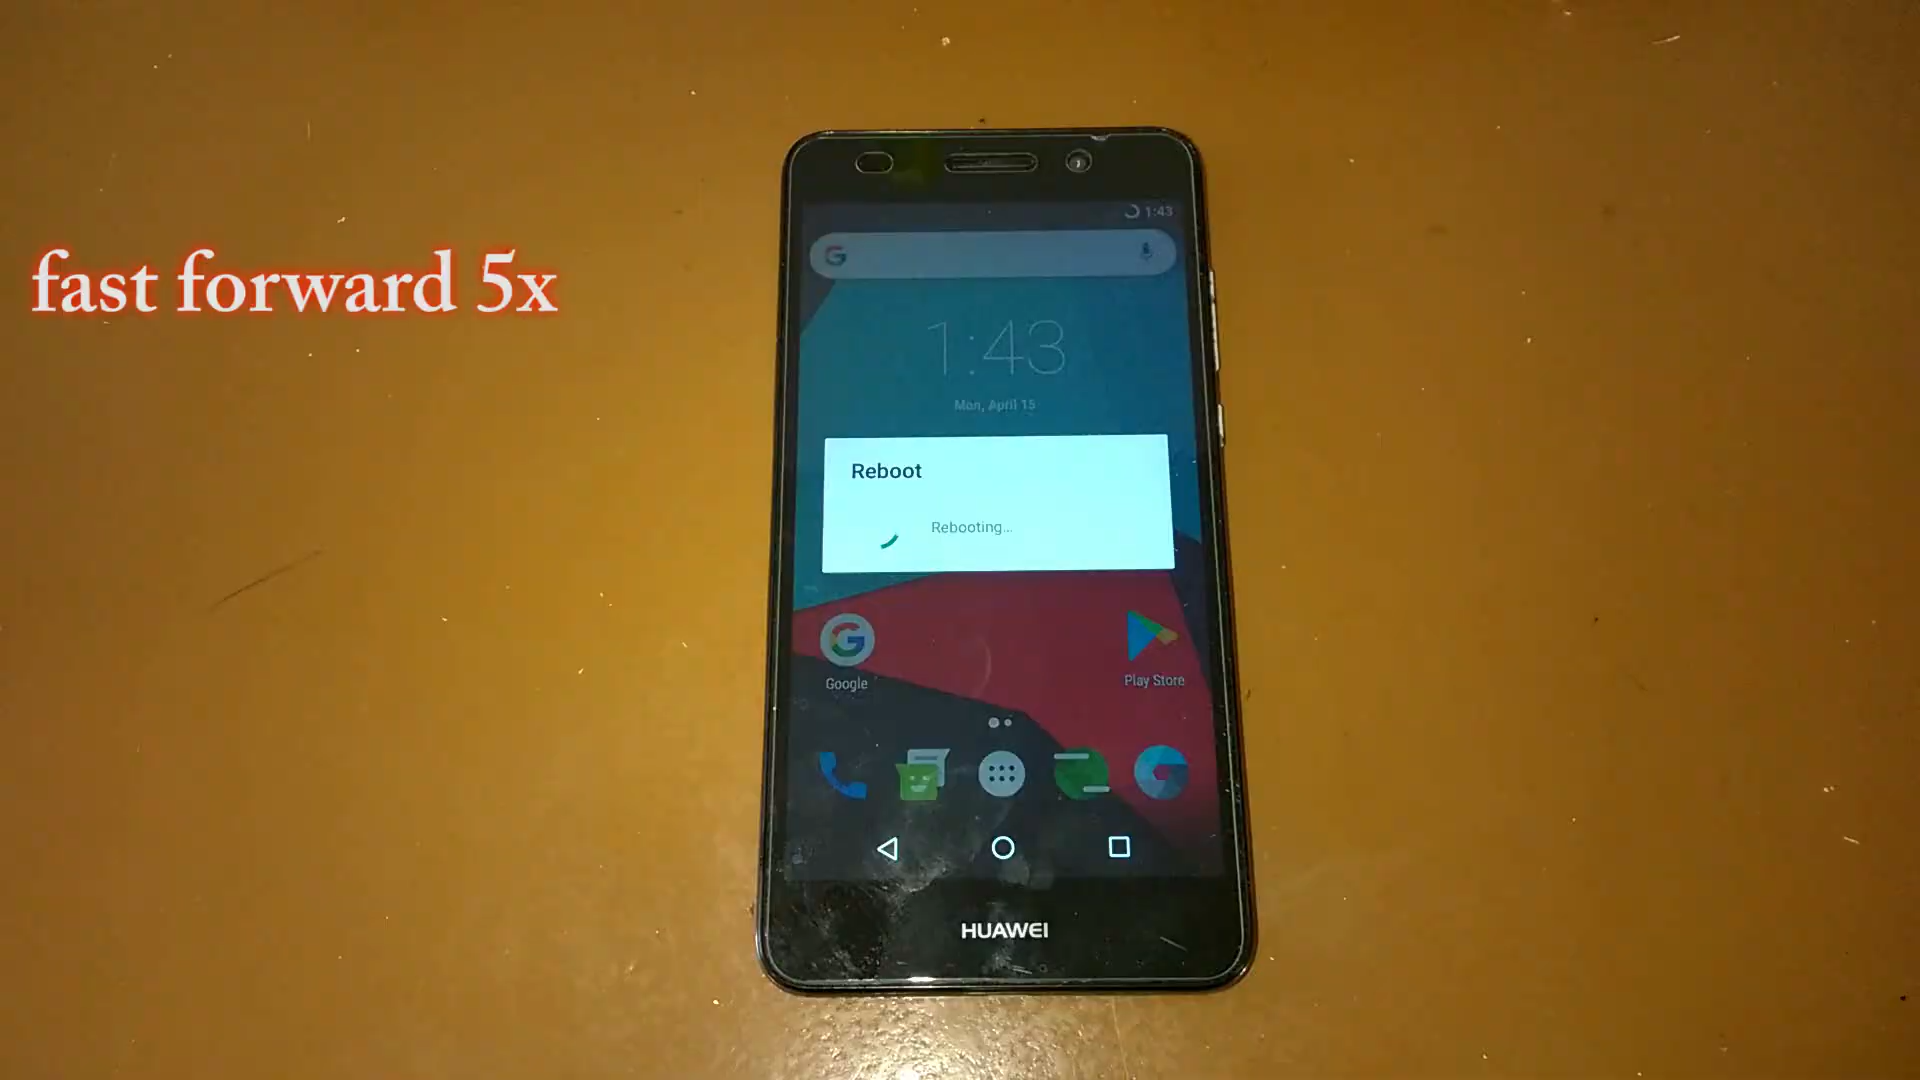 fast forward 5x
1:43
1:43
Mon, April 15
Reboot
Rebooting...
Google
Play Store
HUAWEI